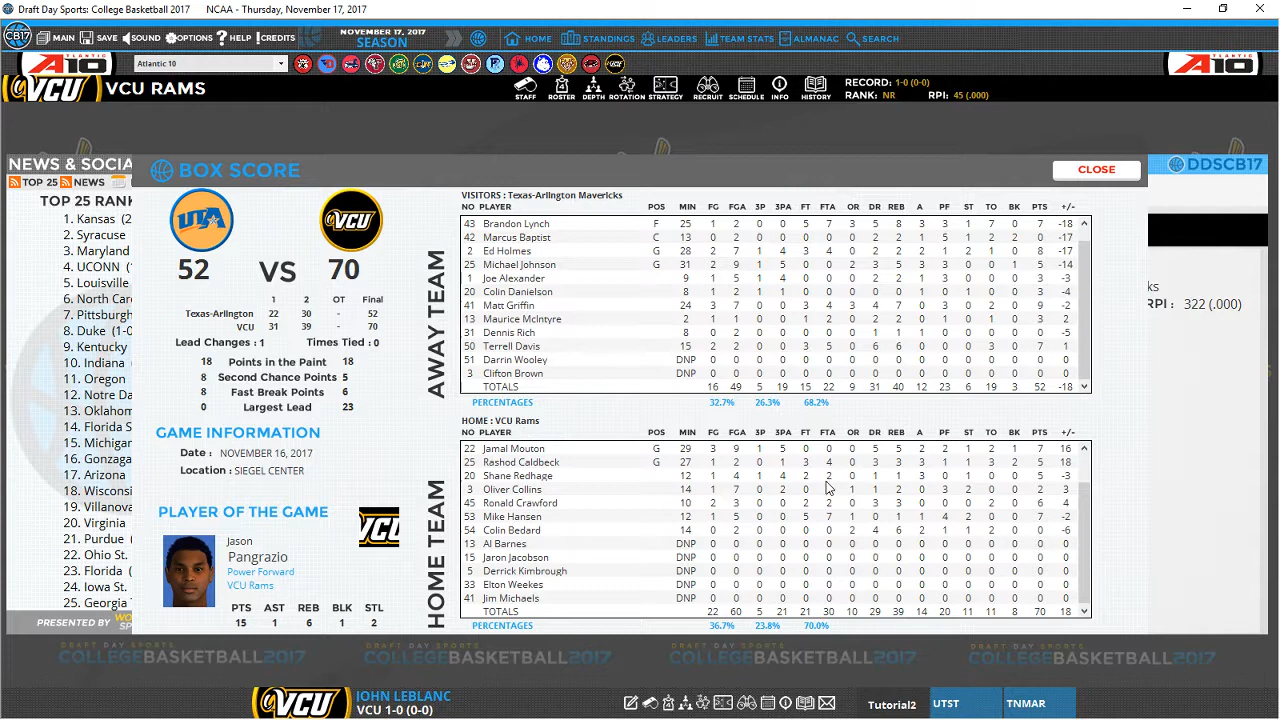 Draft Day Sports: College Basketball 2017 NCAA - Thursday, November 17, 2017
CB17 MAIN SAVE SOUND OPTIONS HELP CREDITS NOVEMBER 17, 2017 SEASON HOME STANDINGS LEADERS TEAM STATS ALMANAC SEARCH
A10 Atlantic 10 A10
VCU VCU RAMS STAFF ROSTER DEPTH ROTATION STRATEGY RECRUIT SCHEDULE INFO HISTORY
RECORD: 1-0 (0-0)
RANK: NR RPI: 45 (.000)
NEWS & SOCIA
TOP 25 NEWS
TOP 25 RANK
1. Kansas (2
2. Syracuse
3. Maryland
4. UCONN (
5. Louisville
6. North Carc
7. Texas (1-0
8. Duke (1-0
9. Kentucky
10. Indiana
11. Oregon
12. Notre Da
13. Oklahom
14. Florida S
15. Michigan
16. Gonzaga
17. Arizona
18. Wisconsi
19. Villanova
20. Virginia
21. Purdue
22. Ohio St.
23. Florida
24. Iowa St.
25. Georgia
PRESENTED BY
DDSCB17
ks
RPI : 322 (.000)
BOX SCORE
CLOSE
UTA VCU
52 VS 70
1 2 OT Final
Texas-Arlington 22 30 - 52
VCU 31 39 - 70
Lead Changes : 1 Times Tied : 0
18 Points in the Paint 18
8 Second Chance Points 5
8 Fast Break Points 6
0 Largest Lead 23
GAME INFORMATION
Date : NOVEMBER 16, 2017
Location : SIEGEL CENTER
PLAYER OF THE GAME
VCU
Jason
Pangrazio
Power Forward
VCU Rams
PTS AST REB BLK STL
15 1 6 1 2
AWAY TEAM
VISITORS : Texas-Arlington Mavericks
NO PLAYER POS MIN FG FGA 3P 3PA FT FTA OR DR REB A PF ST TO BK PTS +/-
43 Brandon Lynch F 25 1 2 0 0 5 7 3 5 8 3 3 1 7 0 7 -18
42 Marcus Baptist C 13 0 2 0 0 0 0 0 2 2 1 5 1 2 2 0 -17
2 Ed Holmes G 28 2 7 1 4 3 4 0 2 2 2 1 2 1 0 8 -17
25 Michael Johnson G 31 2 9 1 5 0 0 2 3 5 3 3 0 0 1 5 -14
1 Joe Alexander 9 1 5 1 4 0 0 0 2 2 1 3 0 0 0 3 -3
20 Colin Danielson 8 1 2 1 1 0 0 0 0 0 0 0 0 0 0 3 -4
41 Matt Griffin 24 3 7 0 0 3 4 3 4 7 0 3 0 2 0 9 -2
13 Maurice McIntyre 2 1 1 0 0 1 2 0 0 0 0 1 0 1 0 3 2
31 Dennis Rich 8 0 2 0 0 0 0 0 1 1 1 0 0 0 0 0 -5
50 Terrell Davis 15 2 2 0 0 3 5 0 6 6 0 0 0 3 0 7 1
51 Darrin Wooley DNP 0 0 0 0 0 0 0 0 0 0 0 0 0 0 0 0
3 Clifton Brown DNP 0 0 0 0 0 0 0 0 0 0 0 0 0 0 0 0
TOTALS 16 49 5 19 15 22 9 31 40 12 23 6 19 3 52 -18
PERCENTAGES 32.7% 26.3% 68.2%
HOME TEAM
HOME : VCU Rams
NO PLAYER POS MIN FG FGA 3P 3PA FT FTA OR DR REB A PF ST TO BK PTS +/-
22 Jamal Mouton G 29 3 9 1 5 0 0 0 5 5 2 2 1 2 1 7 16
25 Rashod Caldbeck G 27 1 2 0 1 3 4 0 3 3 3 1 3 3 2 5 18
20 Shane Redhage 12 1 4 1 4 2 2 0 1 1 3 0 0 1 0 5 -3
3 Oliver Collins 14 1 7 0 2 0 0 1 1 2 0 3 2 0 0 2 3
45 Ronald Crawford 10 2 3 0 0 2 2 0 3 3 0 2 0 0 0 6 4
53 Mike Hansen 12 1 5 0 0 5 7 1 0 1 1 4 2 0 0 7 -2
54 Colin Bedard 14 0 2 0 0 0 0 2 4 6 2 1 1 2 0 0 -6
13 Al Barnes DNP 0 0 0 0 0 0 0 0 0 0 0 0 0 0 0 0
15 Jaron Jacobson DNP 0 0 0 0 0 0 0 0 0 0 0 0 0 0 0 0
5 Derrick Kimbrough DNP 0 0 0 0 0 0 0 0 0 0 0 0 0 0 0 0
33 Elton Weekes DNP 0 0 0 0 0 0 0 0 0 0 0 0 0 0 0 0
41 Jim Michaels DNP 0 0 0 0 0 0 0 0 0 0 0 0 0 0 0 0
TOTALS 22 60 5 21 21 30 10 29 39 14 20 11 11 8 70 18
PERCENTAGES 36.7% 23.8% 70.0%
DRAFT DAY SPORTS DRAFT DAY SPORTS DRAFT DAY SPORTS DRAFT DAY SPORTS
COLLEGEBASKETBALL2017 COLLEGEBASKETBALL2017 COLLEGEBASKETBALL2017 COLLEGEBASKETBALL2017
VCU JOHN LEBLANC
VCU 1-0 (0-0)
Tutorial2 UTST TNMAR